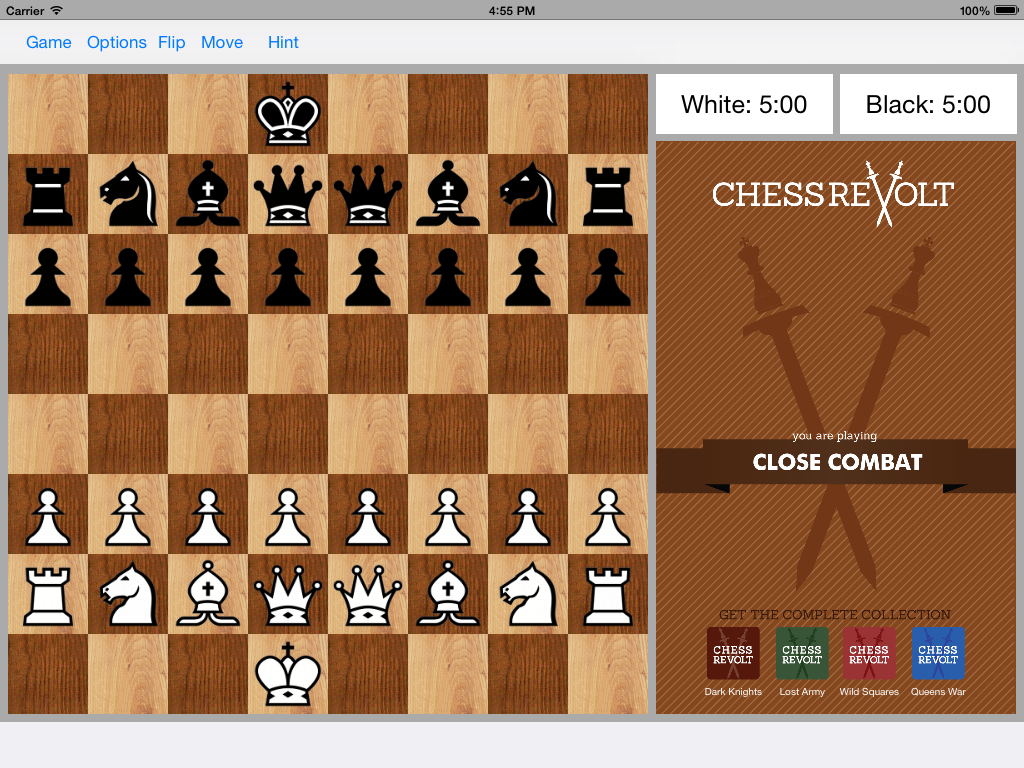 Carrier 4:55 PM 100%
Game Options Flip Move Hint
White: 5:00 Black: 5:00
CHESS REVOLT
you are playing
CLOSE COMBAT
GET THE COMPLETE COLLECTION
CHESS REVOLT CHESS REVOLT CHESS REVOLT CHESS REVOLT
Dark Knights Lost Army Wild Squares Queens War